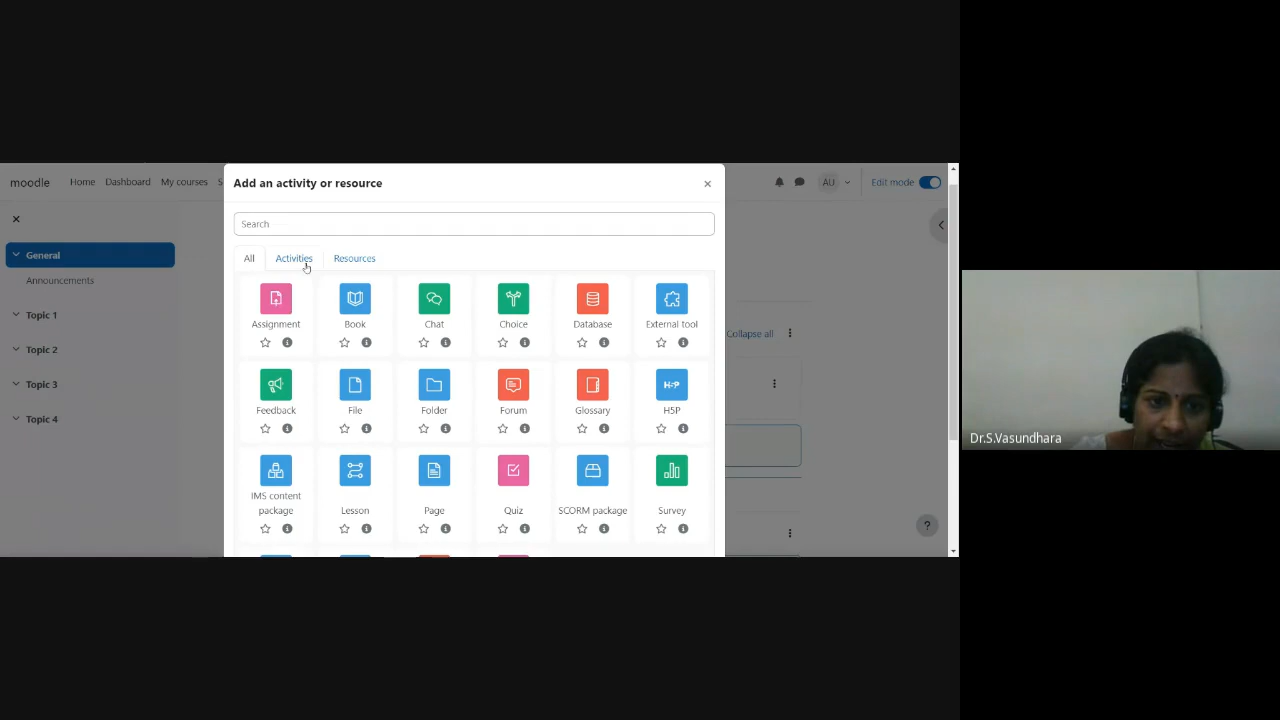 Add an activity or resource
moodle
Home
Dashboard
My courses
S
AU
Edit mode
Search
General
All
Activities
Resources
Announcements
Topic 1
Topic 2
Topic 3
Topic 4
Assignment
Book
Chat
Choice
Database
External tool
Collapse all
Feedback
File
Folder
Forum
Glossary
H5P
H5P
IMS content
package
Lesson
Page
Quiz
SCORM package
Survey
?
Dr.S.Vasundhara